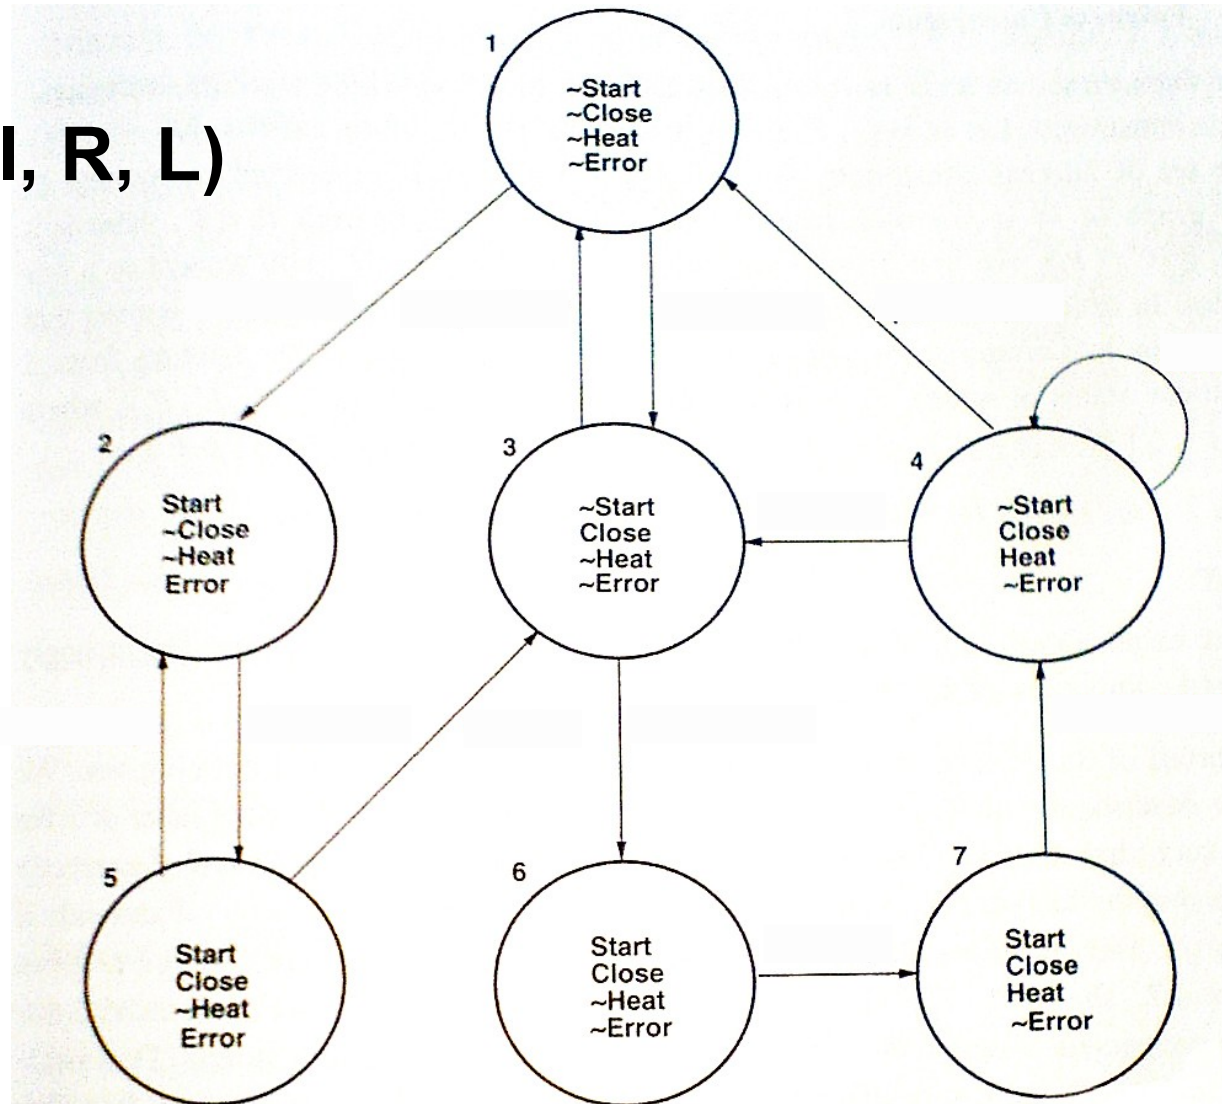 I, R, L)
1
~Start
~Close
~Heat
~Error
2
Start
~Close
~Heat
Error
3
~Start
Close
~Heat
~Error
4
~Start
Close
Heat
~Error
5
Start
Close
~Heat
Error
6
Start
Close
~Heat
~Error
7
Start
Close
Heat
~Error